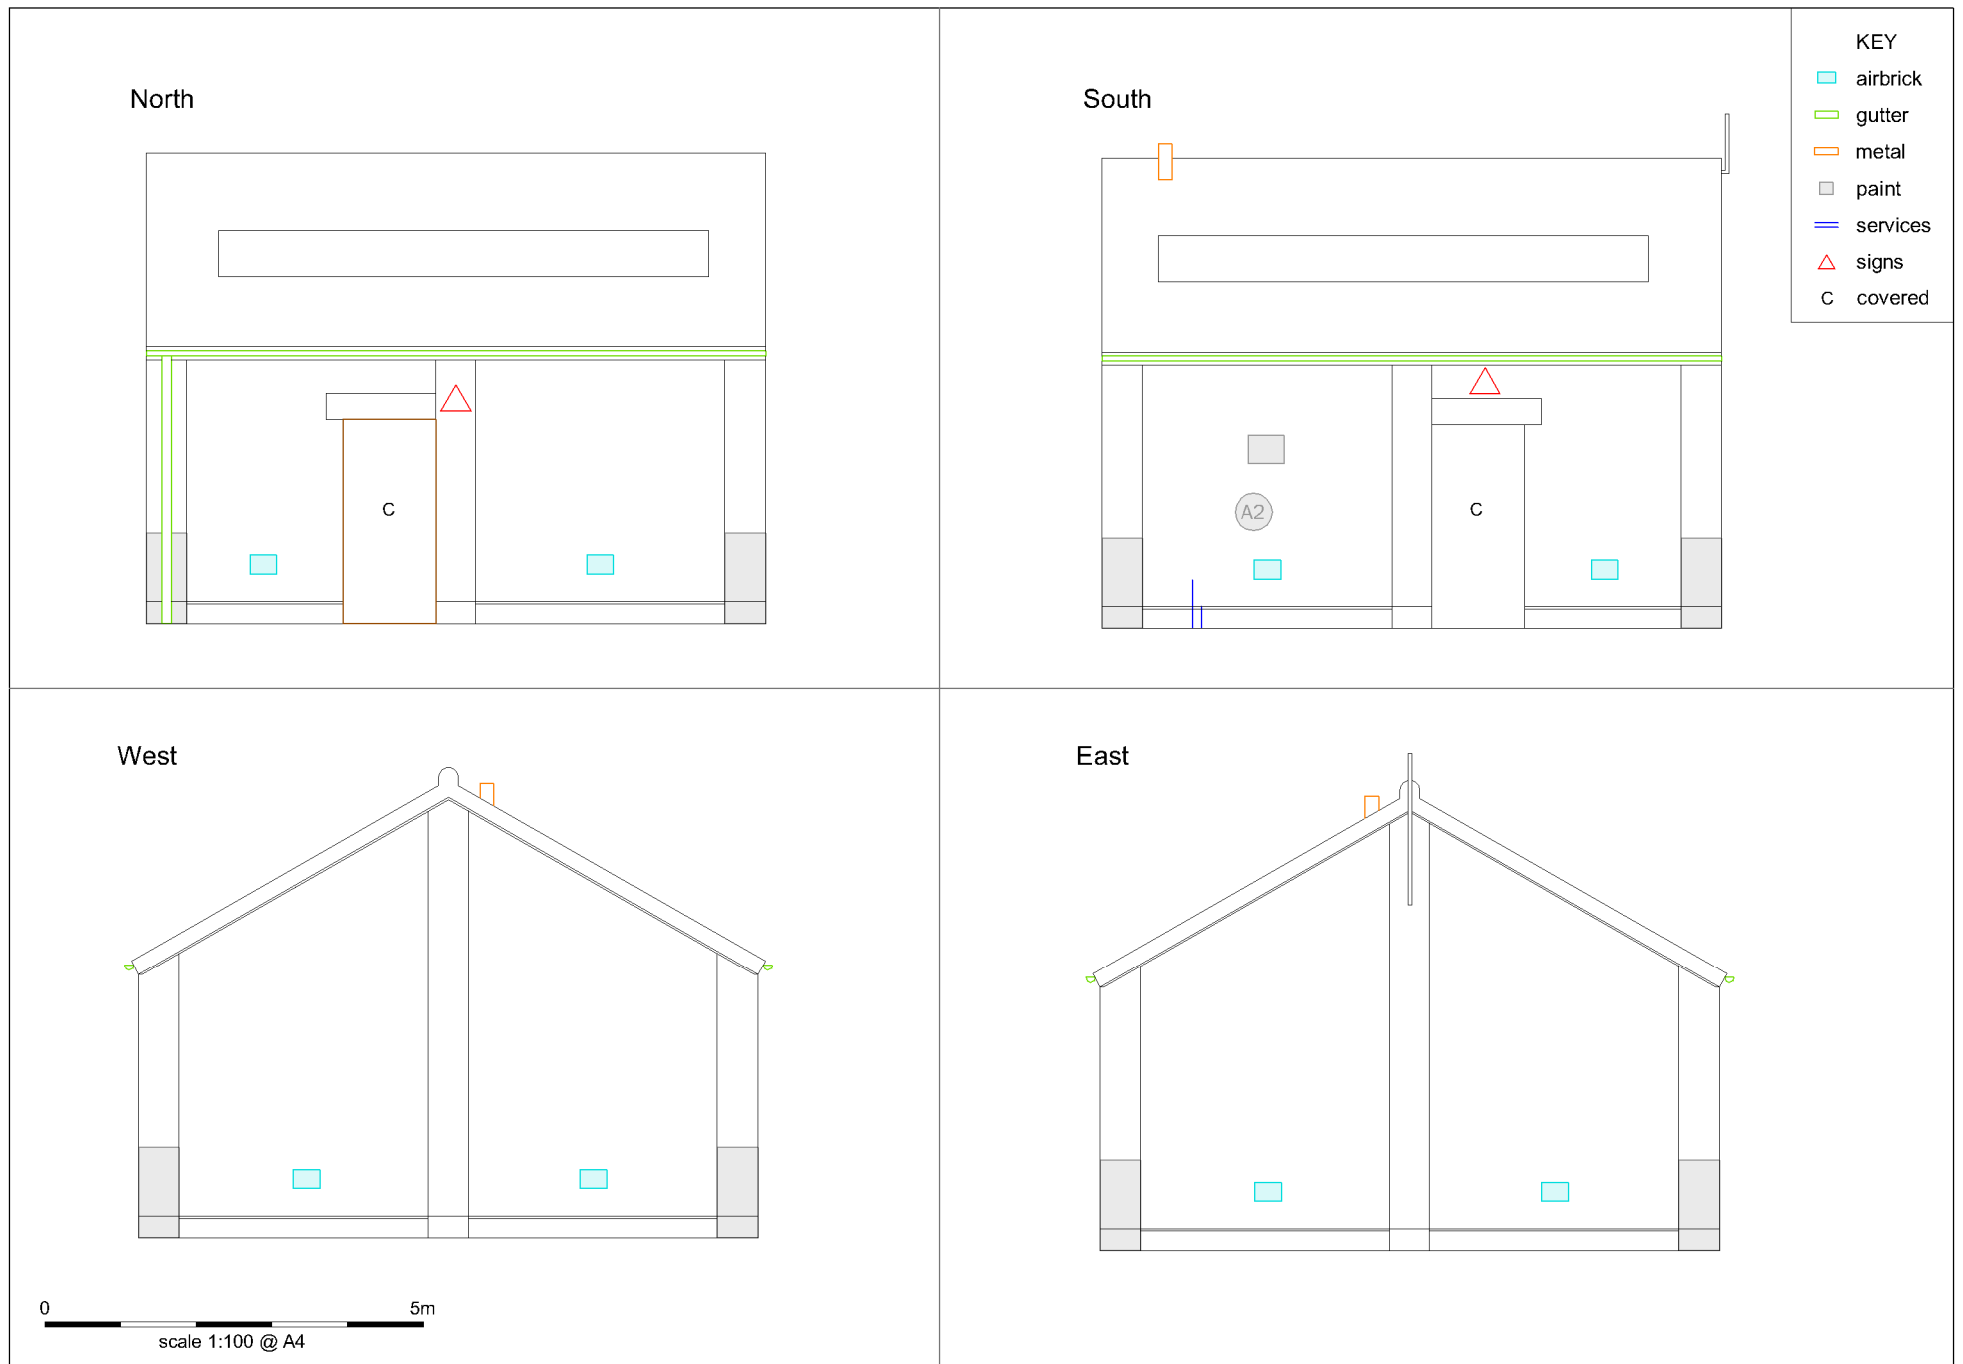 North
C
South
A2
C
KEY
airbrick
gutter
metal
paint
services
signs
C covered
West
East
0 5m
scale 1:100 @ A4